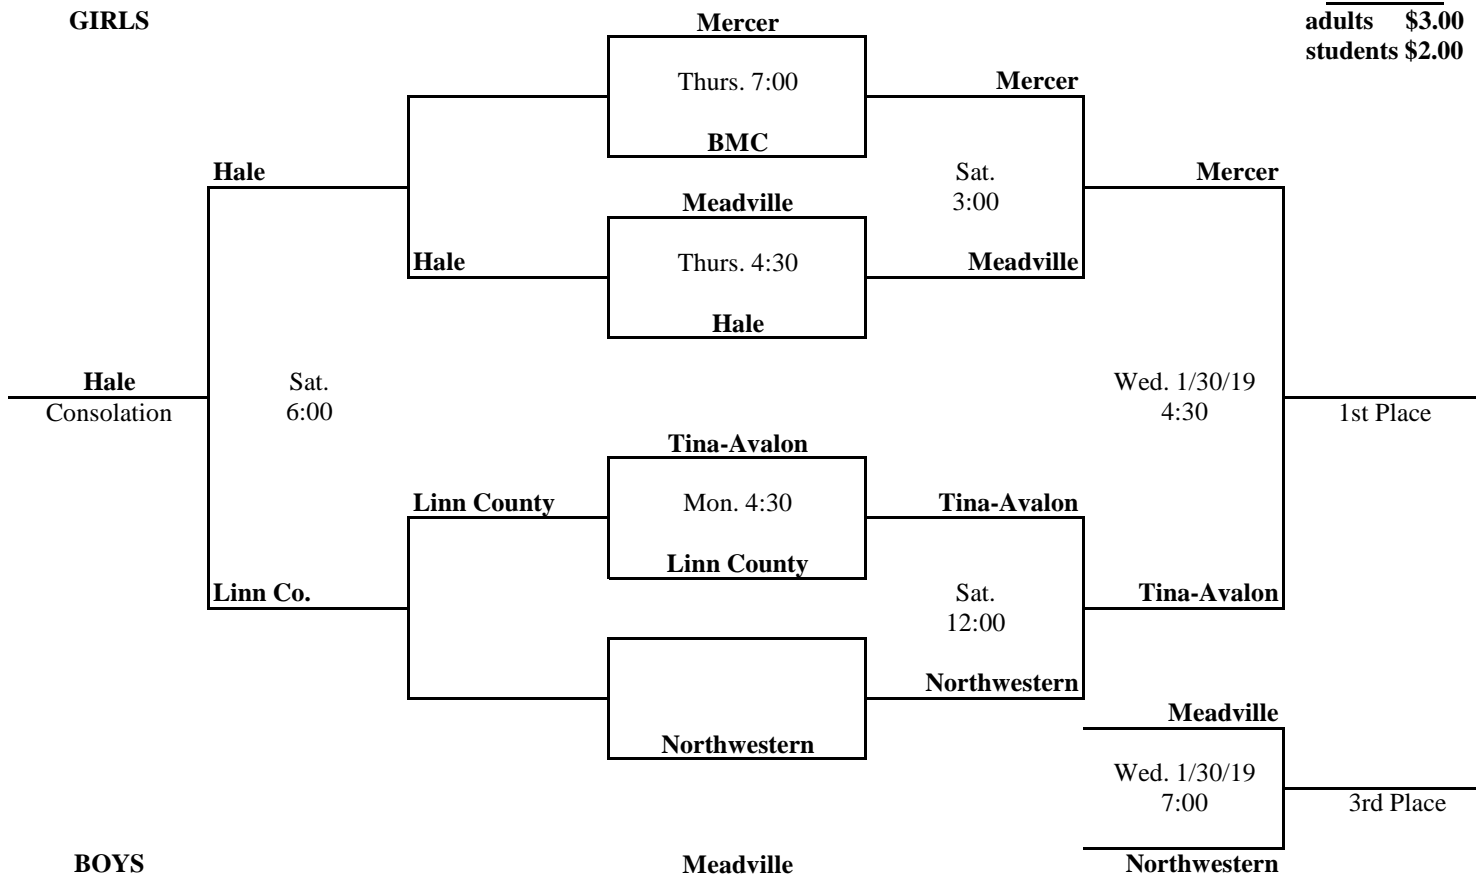 GIRLS
Mercer
adults $3.00
students $2.00
Thurs. 7:00
Mercer
BMC
Hale
Sat.
3:00
Mercer
Meadville
Hale
Thurs. 4:30
Meadville
Hale
Hale
Consolation
Sat.
6:00
Wed. 1/30/19
4:30
1st Place
Tina-Avalon
Linn County
Mon. 4:30
Tina-Avalon
Linn County
Linn Co.
Sat.
12:00
Tina-Avalon
Northwestern
Meadville
Northwestern
Wed. 1/30/19
7:00
3rd Place
BOYS
Meadville
Northwestern